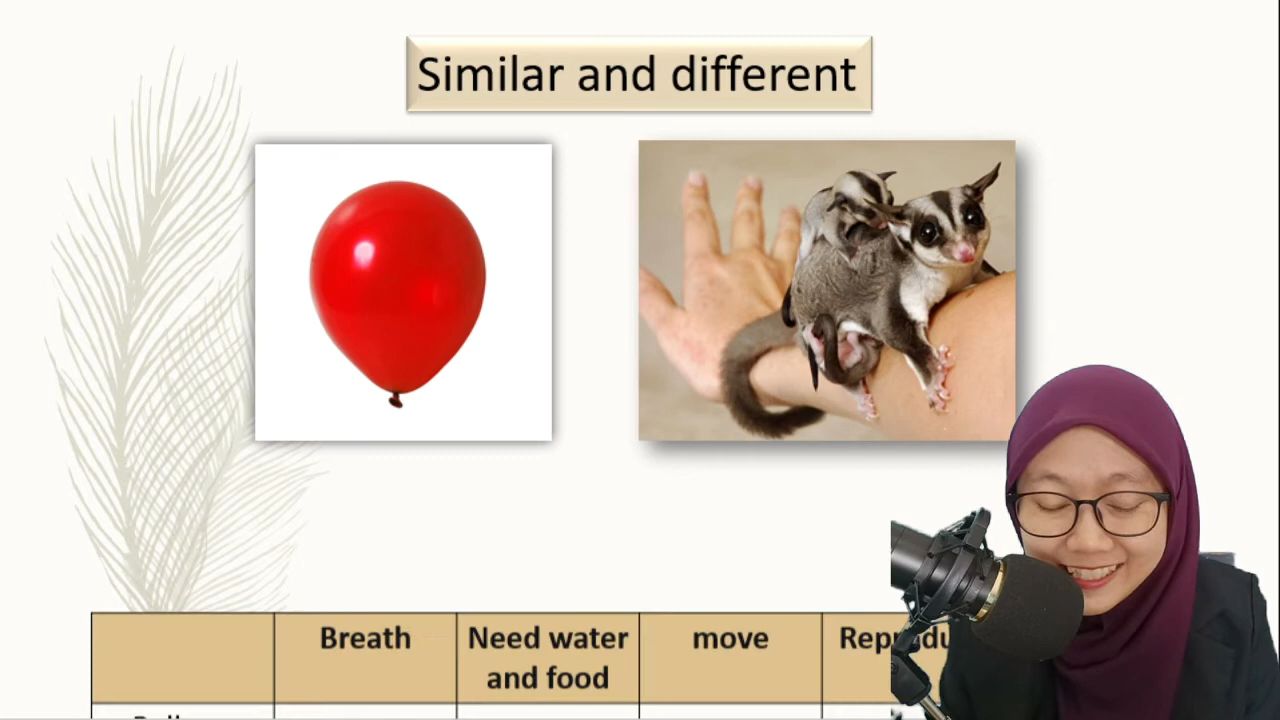 Similar and different
Breath
Need water
and food
move